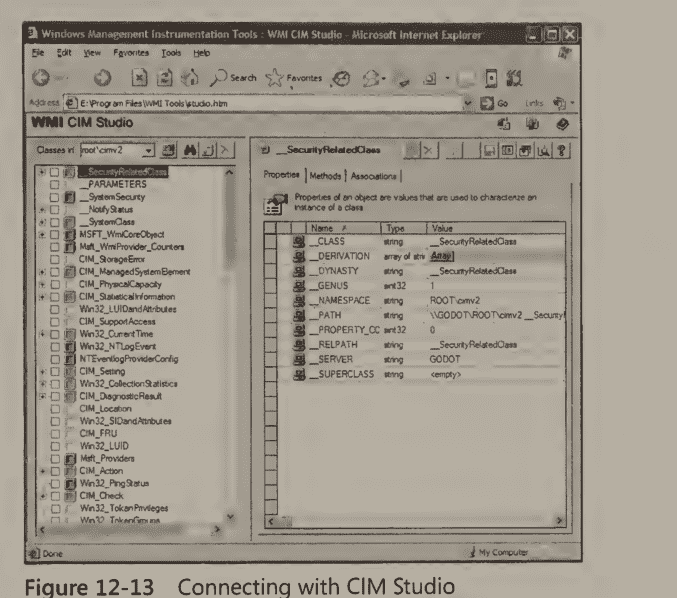 Windows Management Instrumentation Tools : WMI CIM Studio - Microsoft Internet Explorer
File Edit View Favorites Tools Help
Search Favorites
Address E:\Program Files\WMI Tools\studio.htm Go Links
WMI CIM Studio
Classes in root\cimv2
__SecurityRelatedClass
__PARAMETERS
__SystemSecurity
__NotifyStatus
__SystemClass
MSFT_WmiCoreObject
Msft_WmiProvider_Counters
CIM_StorageError
CIM_ManagedSystemElement
CIM_PhysicalCapacity
CIM_StatisticalInformation
Win32_LUIDandAttributes
CIM_SupportAccess
Win32_CurrentTime
Win32_NTLogEvent
NTEventlogProviderConfig
CIM_Setting
Win32_CollectionStatistics
CIM_DiagnosticResult
CIM_Location
Win32_SIDandAttributes
CIM_FRU
Win32_LUID
Msft_Providers
CIM_Action
Win32_PingStatus
CIM_Check
Win32_TokenPrivileges
Win32_TokenGroups
__SecurityRelatedClass
Properties Methods Associations
Properties of an object are values that are used to characterize an
instance of a class
Name Type Value
__CLASS string __SecurityRelatedClass
__DERIVATION array of stri Array
__DYNASTY string __SecurityRelatedClass
__GENUS sint32 1
__NAMESPACE string ROOT\cimv2
__PATH string \\GODOT\ROOT\cimv2:__Security
__PROPERTY_CC sint32 0
__RELPATH string __SecurityRelatedClass
__SERVER string GODOT
__SUPERCLASS string <empty>
Done My Computer
Figure 12-13 Connecting with CIM Studio